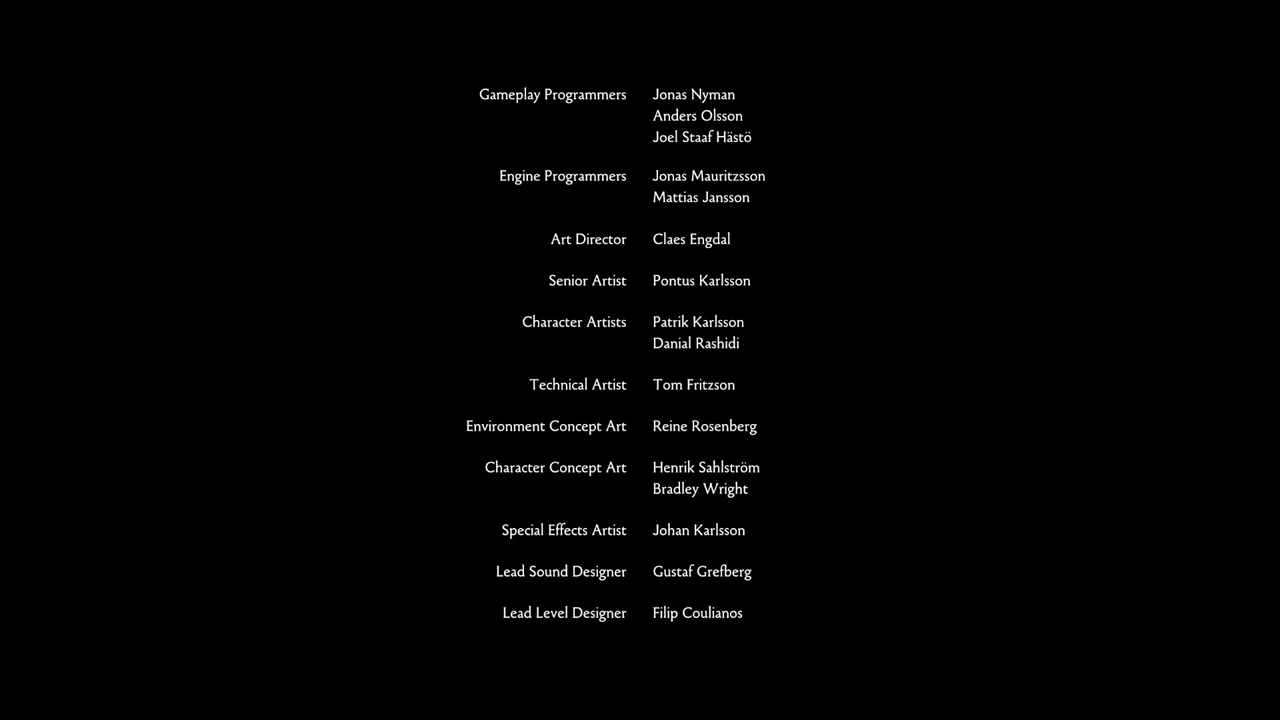 Gameplay Programmers Jonas Nyman
Anders Olsson
Joel Staaf Hästö
Engine Programmers Jonas Mauritzsson
Mattias Jansson
Art Director Claes Engdal
Senior Artist Pontus Karlsson
Character Artists Patrik Karlsson
Danial Rashidi
Technical Artist Tom Fritzson
Environment Concept Art Reine Rosenberg
Character Concept Art Henrik Sahlström
Bradley Wright
Special Effects Artist Johan Karlsson
Lead Sound Designer Gustaf Grefberg
Lead Level Designer Filip Coulianos